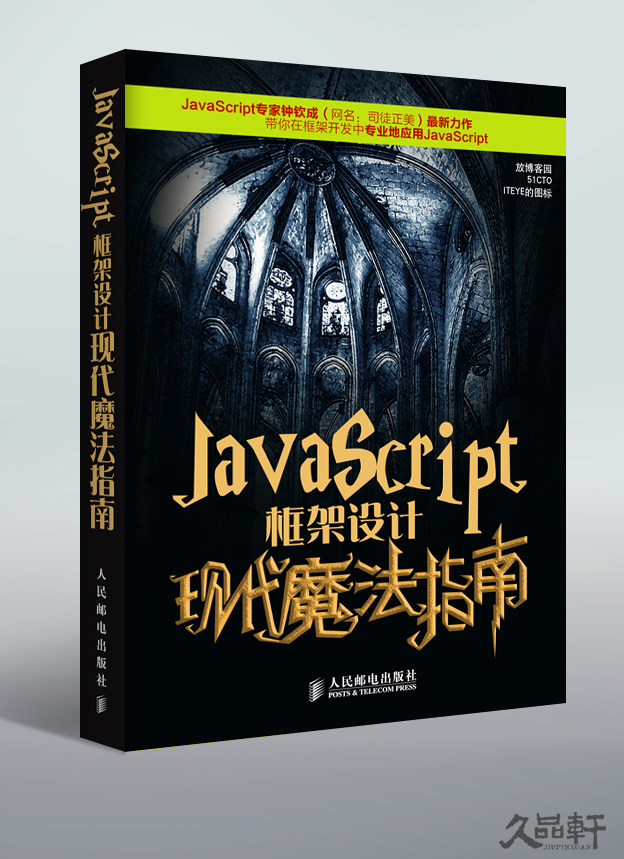 JavaScript专家钟钦成（网名：司徒正美）最新力作
带你在框架开发中专业地应用JavaScript
放博客园
51CTO
ITEYE的图标
JavaScript
框架设计
现代魔法指南
人民邮电出版社
POSTS & TELECOM PRESS
JavaScript框架设计现代魔法指南
人民邮电出版社
久品軒
JIUPINXUAN